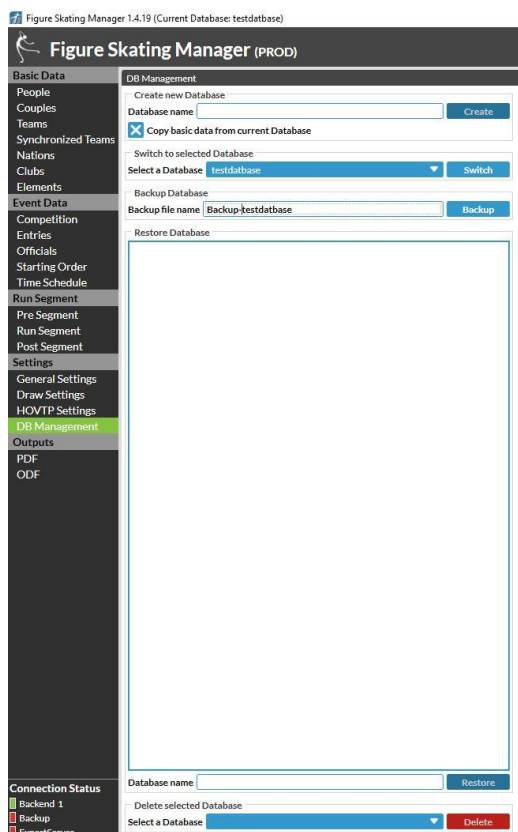 Figure Skating Manager 1.4.19 (Current Database: testdatbase)
Figure Skating Manager (PROD)
Basic Data
People
Couples
Teams
Synchronized Teams
Nations
Clubs
Elements
Event Data
Competition
Entries
Officials
Starting Order
Time Schedule
Run Segment
Pre Segment
Run Segment
Post Segment
Settings
General Settings
Draw Settings
HOVTP Settings
DB Management
Outputs
PDF
ODF
Connection Status
Backend 1
Backup
DB Management
Create new Database
Database name Create
Copy basic data from current Database
Switch to selected Database
Select a Database testdatbase Switch
Backup Database
Backup file name Backup-testdatbase Backup
Restore Database
Database name Restore
Delete selected Database
Select a Database Delete